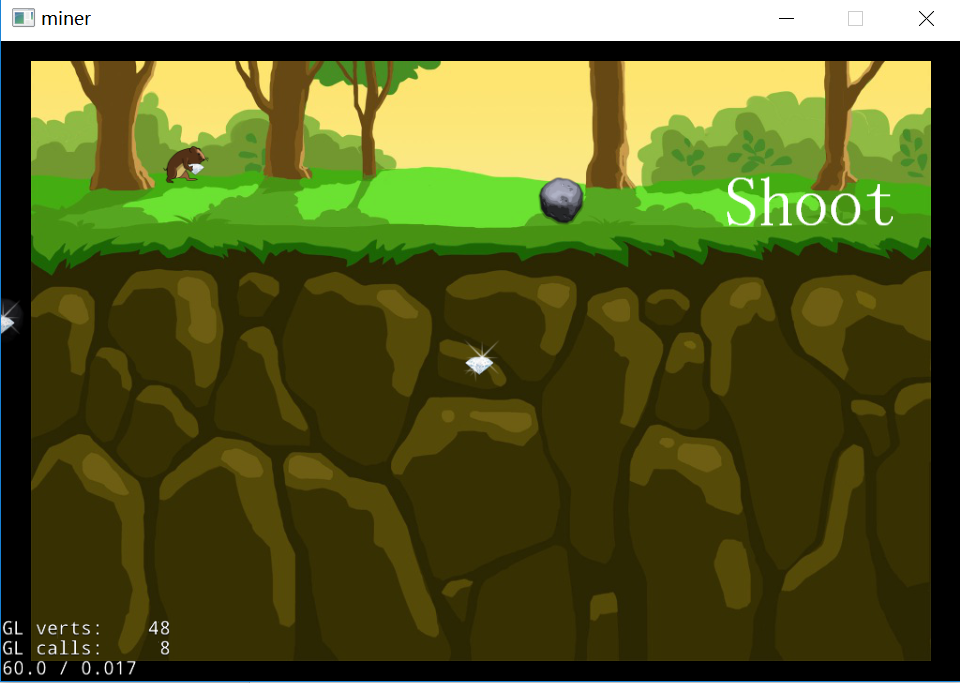 miner
Shoot
GL verts: 48
GL calls: 8
60.0 / 0.017